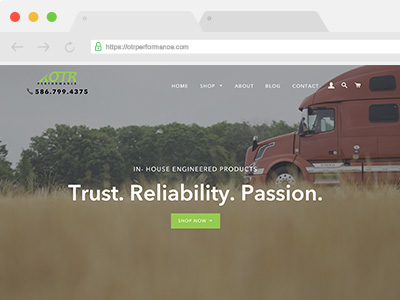 https://otrperformance.com
OTR
PERFORMANCE
586.799.4375
HOME SHOP ABOUT BLOG CONTACT
IN- HOUSE ENGINEERED PRODUCTS
Trust. Reliability. Passion.
SHOP NOW